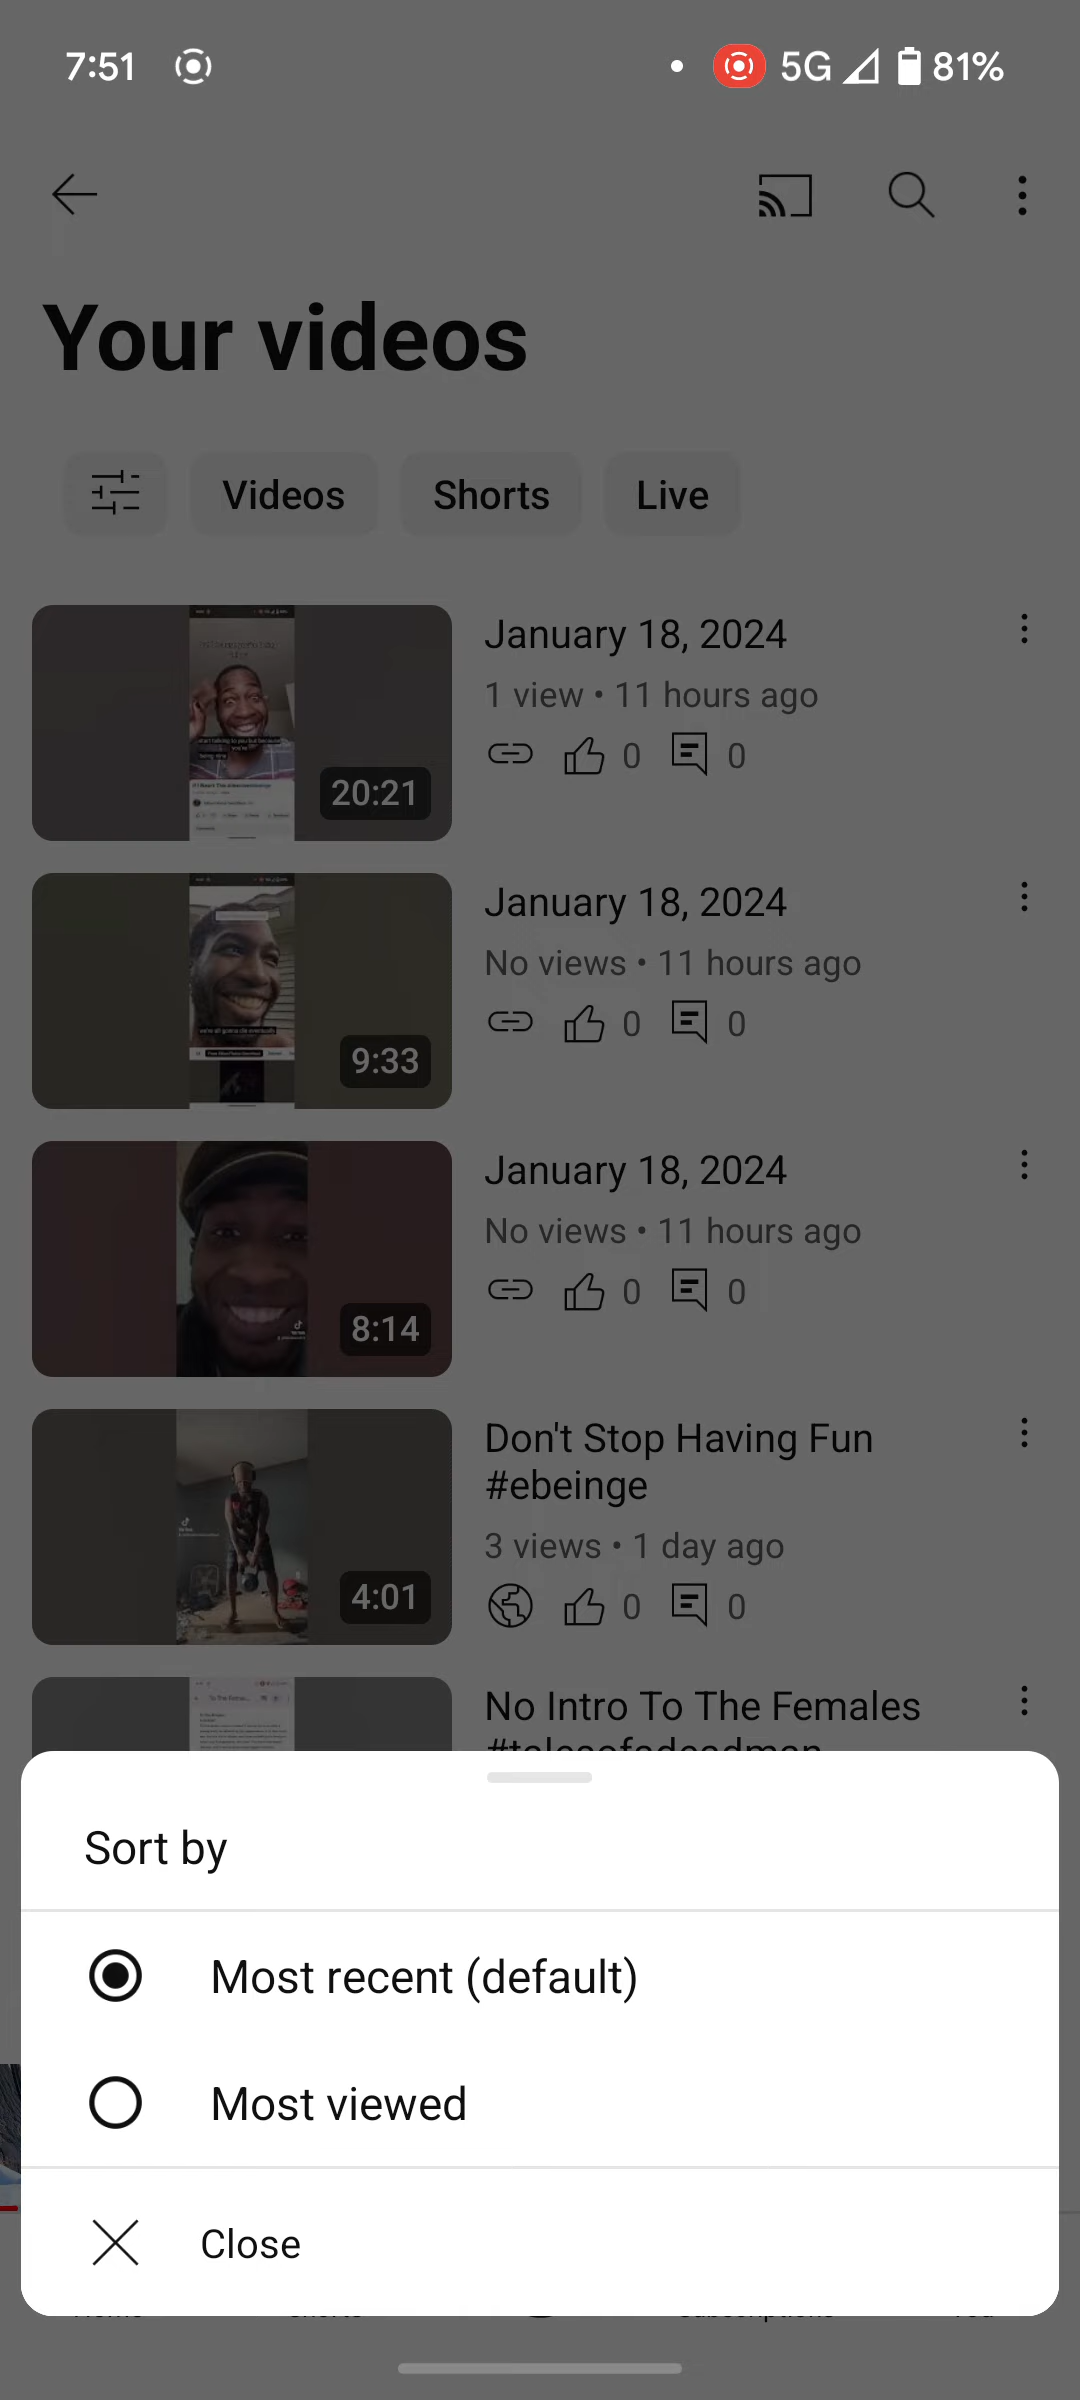 7:51
5G
81%
Your videos
Videos
Shorts
Live
January 18, 2024
1 view • 11 hours ago
0
0
20:21
January 18, 2024
No views • 11 hours ago
0
0
9:33
January 18, 2024
No views • 11 hours ago
0
0
8:14
Don't Stop Having Fun
#ebeinge
3 views • 1 day ago
0
0
4:01
No Intro To The Females
Sort by
Most recent (default)
Most viewed
Close